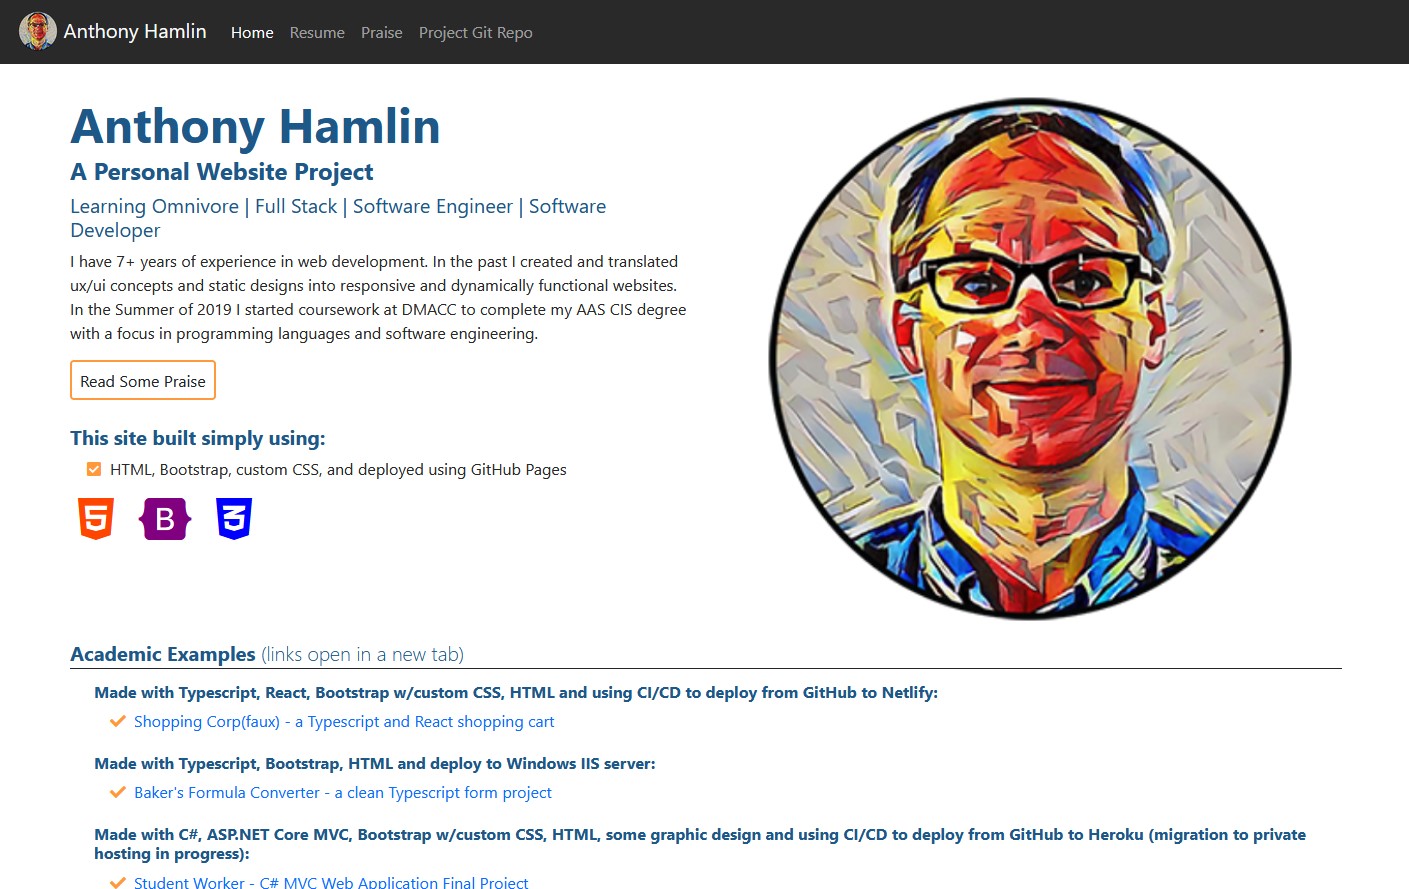 Anthony Hamlin Home Resume Praise Project Git Repo
Anthony Hamlin
A Personal Website Project
Learning Omnivore | Full Stack | Software Engineer | Software
Developer
I have 7+ years of experience in web development. In the past I created and translated
ux/ui concepts and static designs into responsive and dynamically functional websites.
In the Summer of 2019 I started coursework at DMACC to complete my AAS CIS degree
with a focus in programming languages and software engineering.
Read Some Praise
This site built simply using:
HTML, Bootstrap, custom CSS, and deployed using GitHub Pages
5 B 3
Academic Examples (links open in a new tab)
Made with Typescript, React, Bootstrap w/custom CSS, HTML and using CI/CD to deploy from GitHub to Netlify:
Shopping Corp(faux) - a Typescript and React shopping cart
Made with Typescript, Bootstrap, HTML and deploy to Windows IIS server:
Baker's Formula Converter - a clean Typescript form project
Made with C#, ASP.NET Core MVC, Bootstrap w/custom CSS, HTML, some graphic design and using CI/CD to deploy from GitHub to Heroku (migration to private
hosting in progress):
Student Worker - C# MVC Web Application Final Project